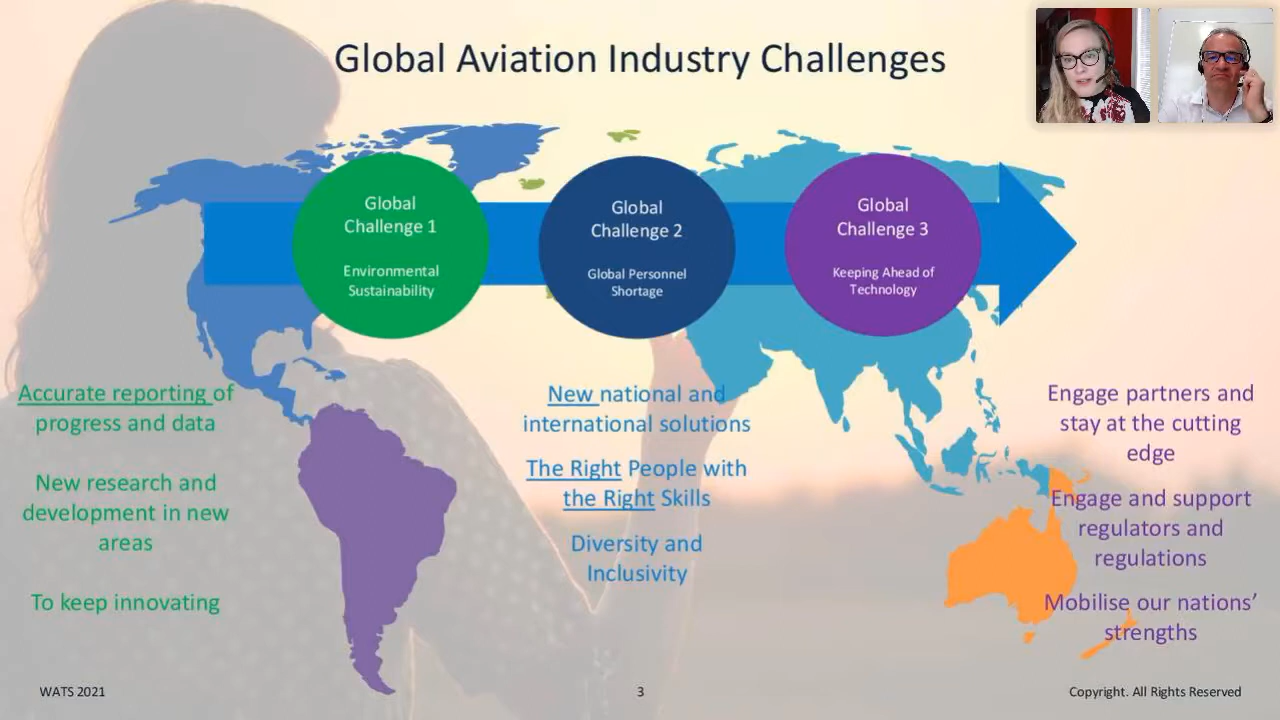 Global Aviation Industry Challenges
Global
Challenge 1
Environmental
Sustainability
Global
Challenge 2
Global Personnel
Shortage
Global
Challenge 3
Keeping Ahead of
Technology
Accurate reporting of
progress and data
New research and
development in new
areas
To keep innovating
New national and
international solutions
The Right People with
the Right Skills
Diversity and
Inclusivity
Engage partners and
stay at the cutting
edge
Engage and support
regulators and
regulations
Mobilise our nations’
strengths
WATS 2021
3
Copyright. All Rights Reserved